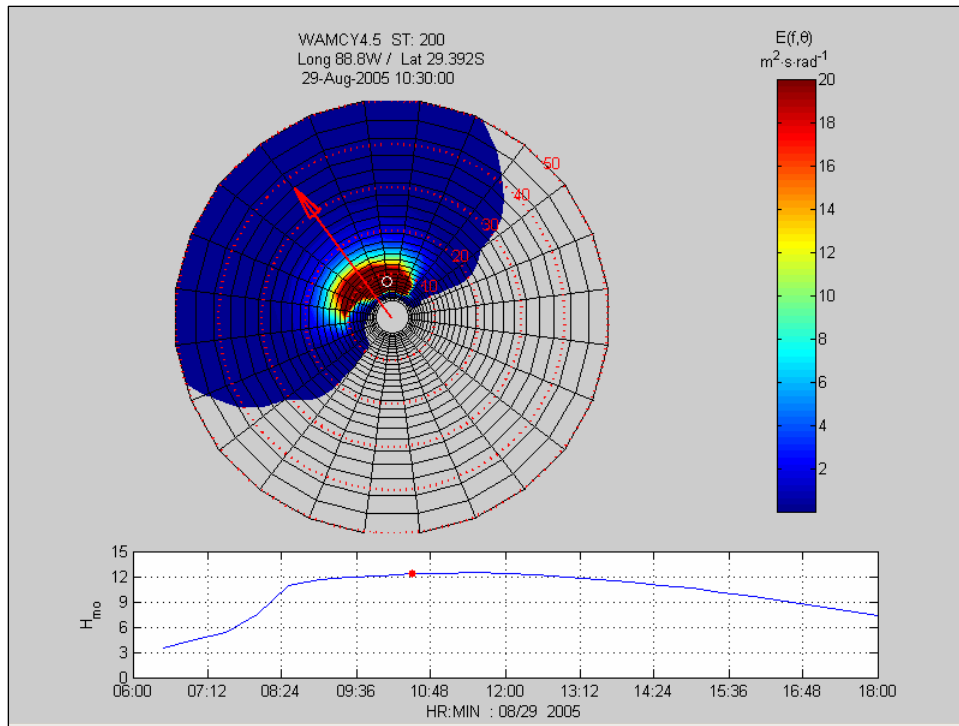 WAMCY4.5 ST: 200
Long 88.8W / Lat 29.392S
29-Aug-2005 10:30:00
E(f,θ)
m²·s·rad⁻¹
20
18
16
14
12
10
8
6
4
2
50
40
30
20
10
15
12
9
6
3
0
H_mo
06:00 07:12 08:24 09:36 10:48 12:00 13:12 14:24 15:36 16:48 18:00
HR:MIN : 08/29 2005